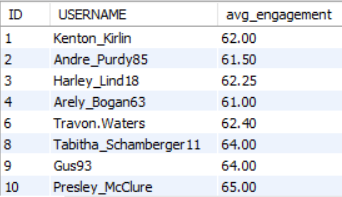 ID USERNAME avg_engagement
1 Kenton_Kirlin 62.00
2 Andre_Purdy85 61.50
3 Harley_Lind18 62.25
4 Arely_Bogan63 61.00
6 Travon.Waters 62.40
8 Tabitha_Schamberger11 64.00
9 Gus93 64.00
10 Presley_McClure 65.00